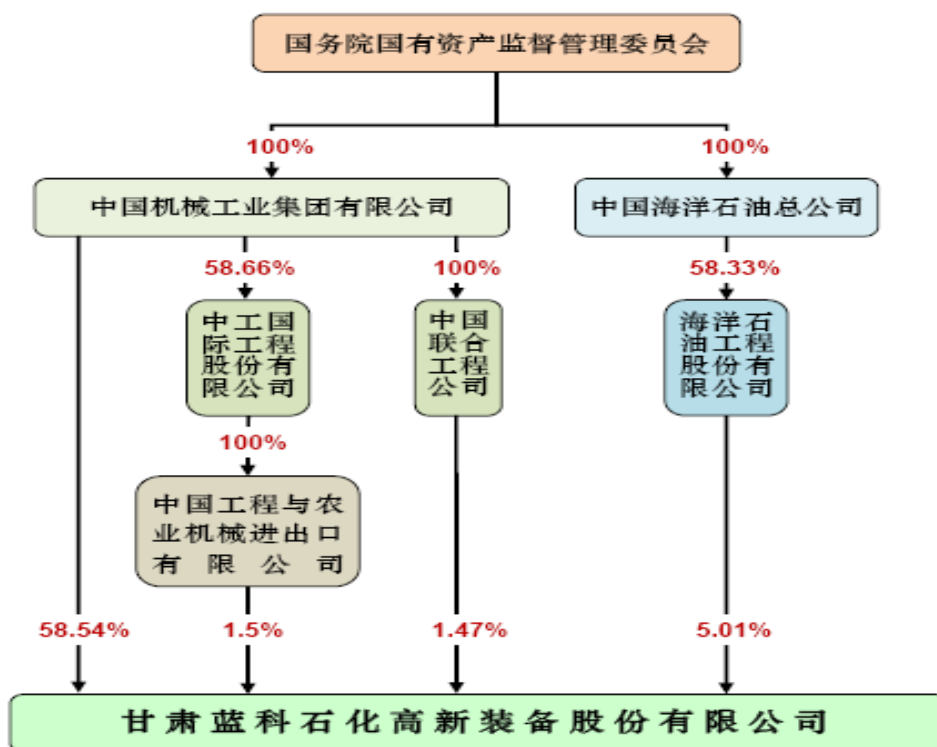 国务院国有资产监督管理委员会
100%
100%
中国机械工业集团有限公司
中国海洋石油总公司
58.66%
100%
58.33%
中工国
际工程
股份有
限公司
中国
联合
工程
公司
海洋石
油工程
股份有
限公司
100%
中国工程与农
业机械进出口
有限公司
58.54%
1.5%
1.47%
5.01%
甘肃蓝科石化高新装备股份有限公司